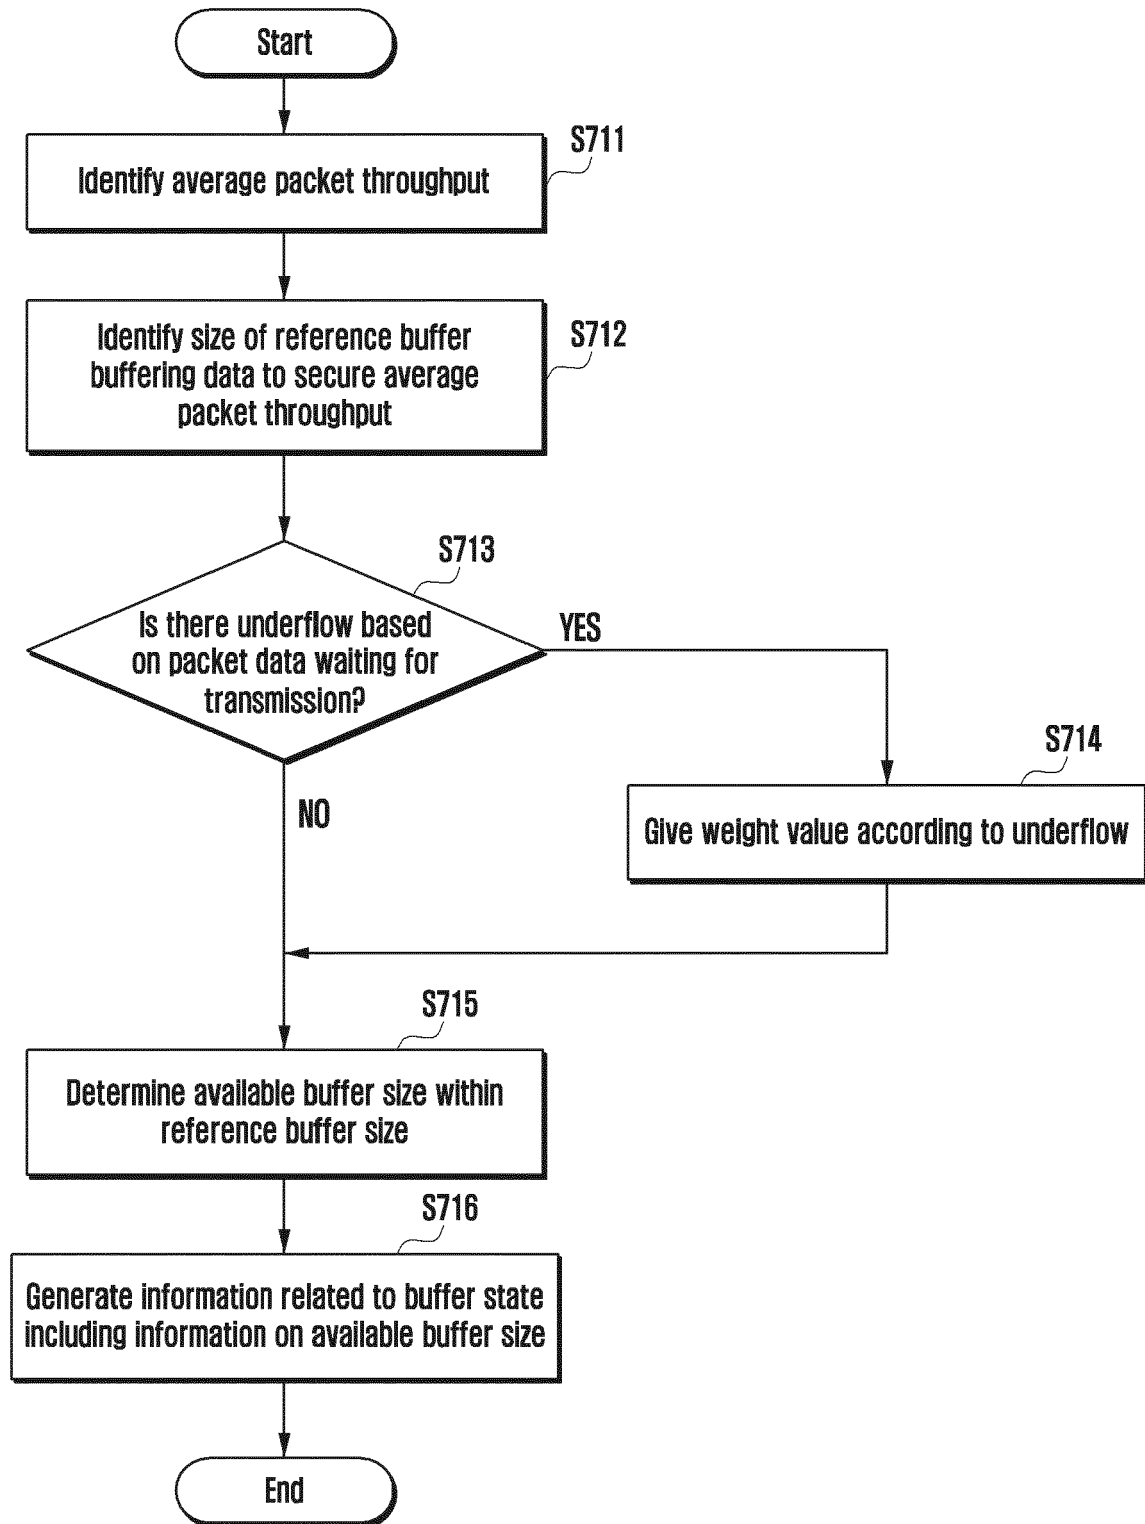 Start
S711
Identify average packet throughput
S712
Identify size of reference buffer
buffering data to secure average
packet throughput
S713
Is there underflow based
on packet data waiting for
transmission?
YES
S714
NO
Give weight value according to underflow
S715
Determine available buffer size within
reference buffer size
S716
Generate information related to buffer state
including information on available buffer size
End